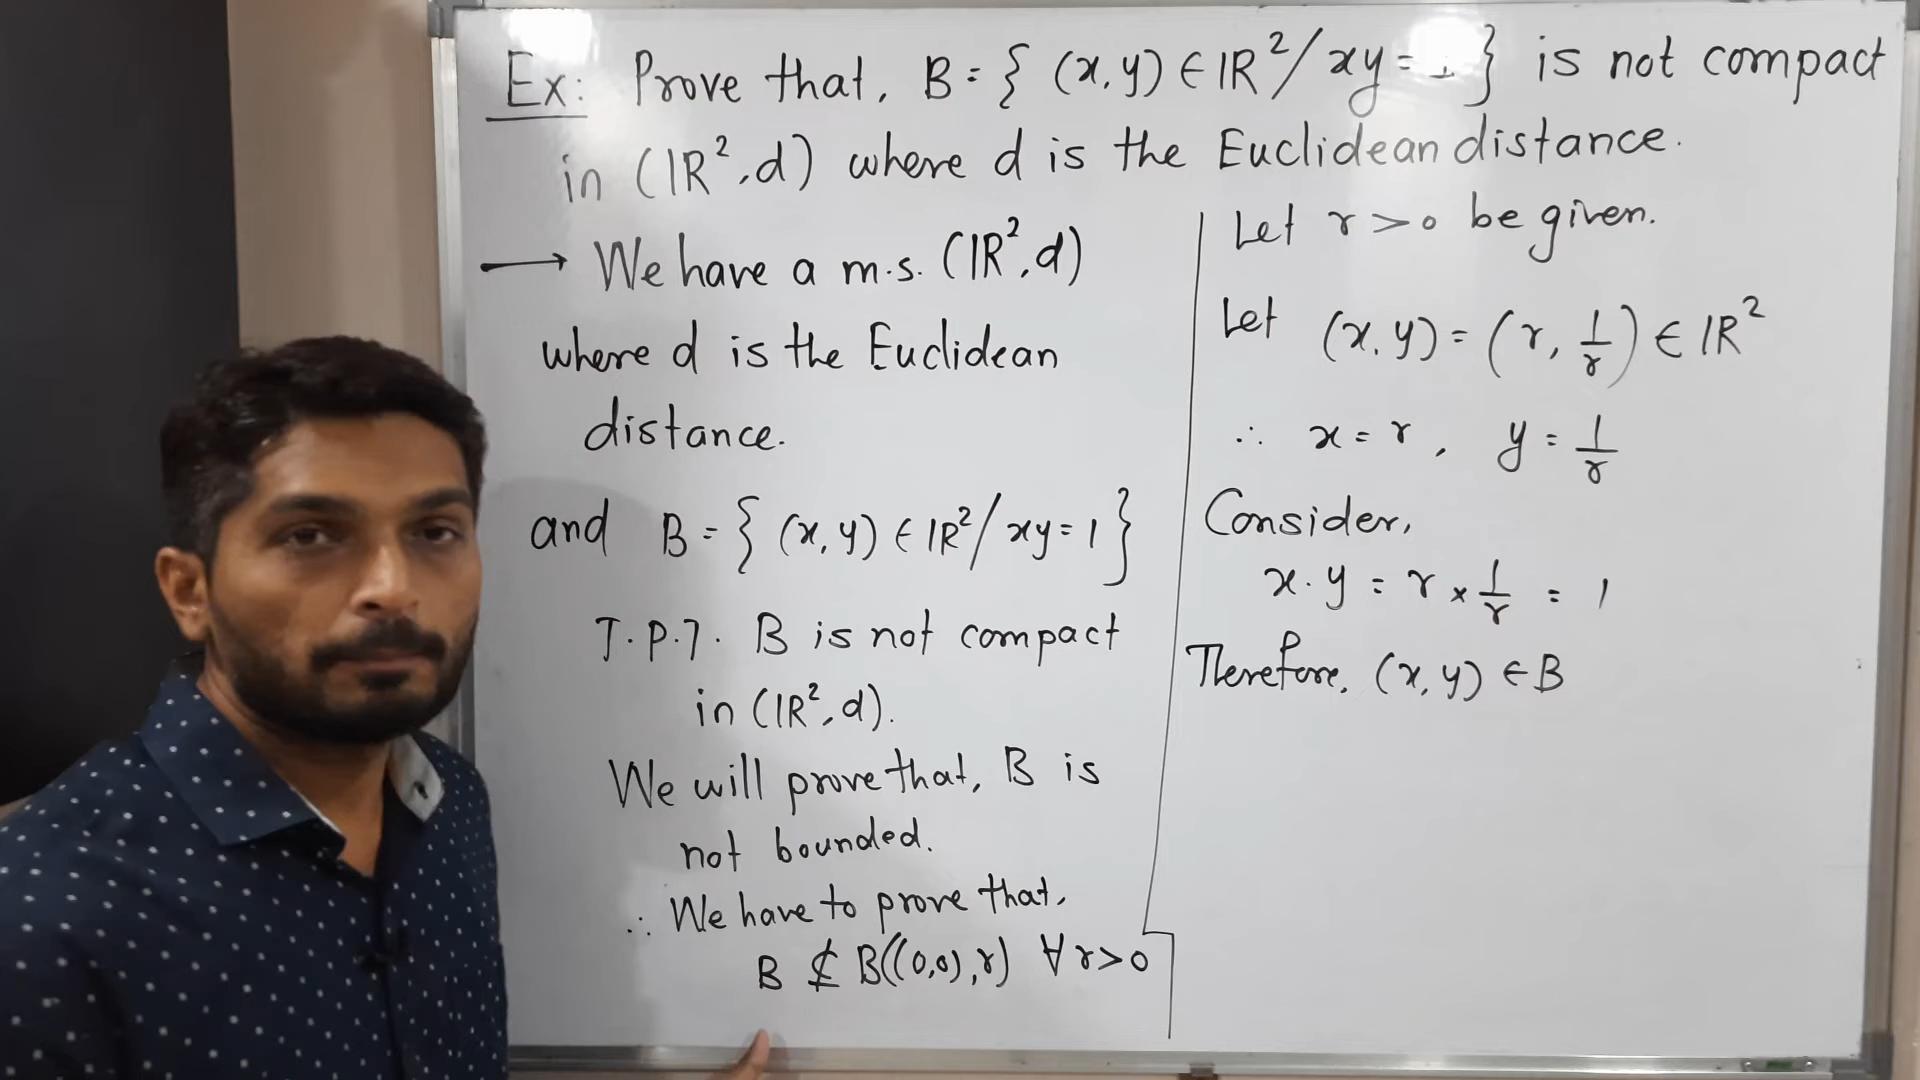 Ex: Prove that, B = { (x,y) ∈ IR² / xy = 1 } is not compact
in (IR², d) where d is the Euclidean distance.
→ We have a m.s. (IR², d)
where d is the Euclidean
distance.
and B = { (x,y) ∈ IR² / xy = 1 }
T.P.T. B is not compact
in (IR², d).
We will prove that, B is
not bounded.
∴ We have to prove that,
B ⊄ B((0,0), r) ∀ r>0
Let r > 0 be given.
Let (x,y) = (r, 1/r) ∈ IR²
∴ x = r, y = 1/r
Consider,
x.y = r × 1/r = 1
Therefore, (x,y) ∈ B